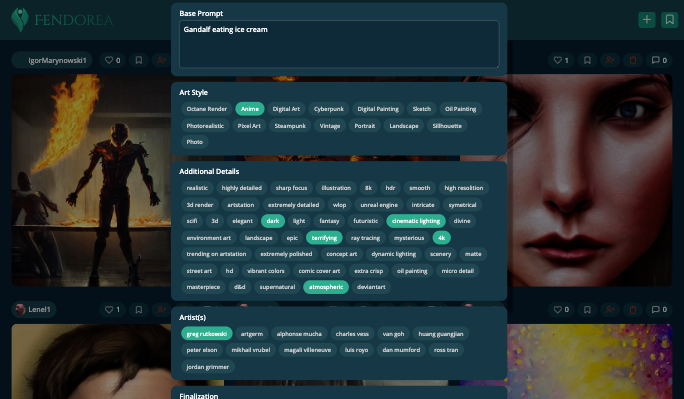 FENDOREA
Base Prompt
Gandalf eating ice cream
IgorMarynowski1
0
1
0
Art Style
Octane Render Anime Digital Art Cyberpunk Digital Painting Sketch Oil Painting
Photorealistic Pixel Art Steampunk Vintage Portrait Landscape Sillhouette
Photo
Additional Details
realistic highly detailed sharp focus illustration 8k hdr smooth high resolition
3d render artstation extremely detailed wlop unreal engine intricate symetrical
scifi 3d elegant dark light fantasy futuristic cinematic lighting divine
environment art landscape epic terrifying ray tracing mysterious 4k
trending on artstation extremely polished concept art dynamic lighting scenery matte
street art hd vibrant colors comic cover art extra crisp oil painting micro detail
masterpiece d&d supernatural atmospheric deviantart
Lenel1
1
0
0
Artist(s)
greg rutkowski artgerm alphonse mucha charles vess van goh huang guangjian
peter elson mikhail vrubel magali villeneuve luis royo dan mumford ross tran
jordan grimmer
Finalization